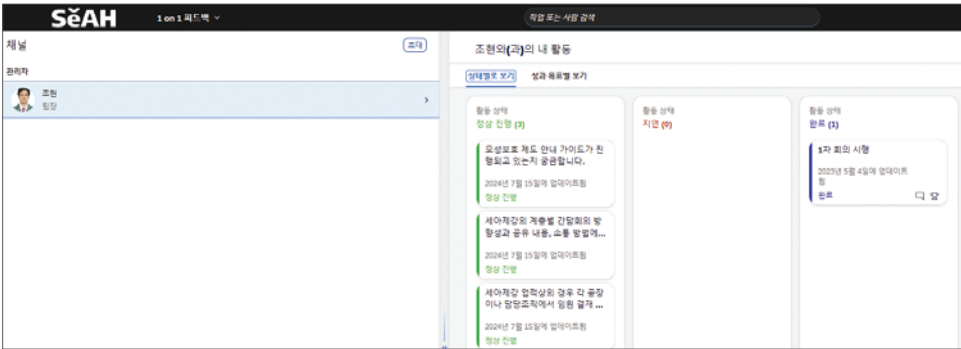 SeAH
1 on 1 피드백
직업 또는 사람 검색
채널
초대
관리자
조현
팀장
조현와(과)의 내 활동
상태별로 보기
성과 목표별 보기
활동 상태
정상 진행 (3)
모성보호 제도 안내 가이드가 진
행되고 있는지 궁금합니다.
2024년 7월 15일에 업데이트됨
정상 진행
세아제강의 계층별 간담회의 방
향성과 공유 내용, 소통 방법에...
2024년 7월 15일에 업데이트됨
정상 진행
세아제강 업적상의 경우 각 공장
이나 담당조직에서 임원 결재 ...
2024년 7월 15일에 업데이트됨
정상 진행
활동 상태
지연 (0)
활동 상태
완료 (1)
1차 회의 시행
2023년 5월 4일에 업데이트
됨
완료